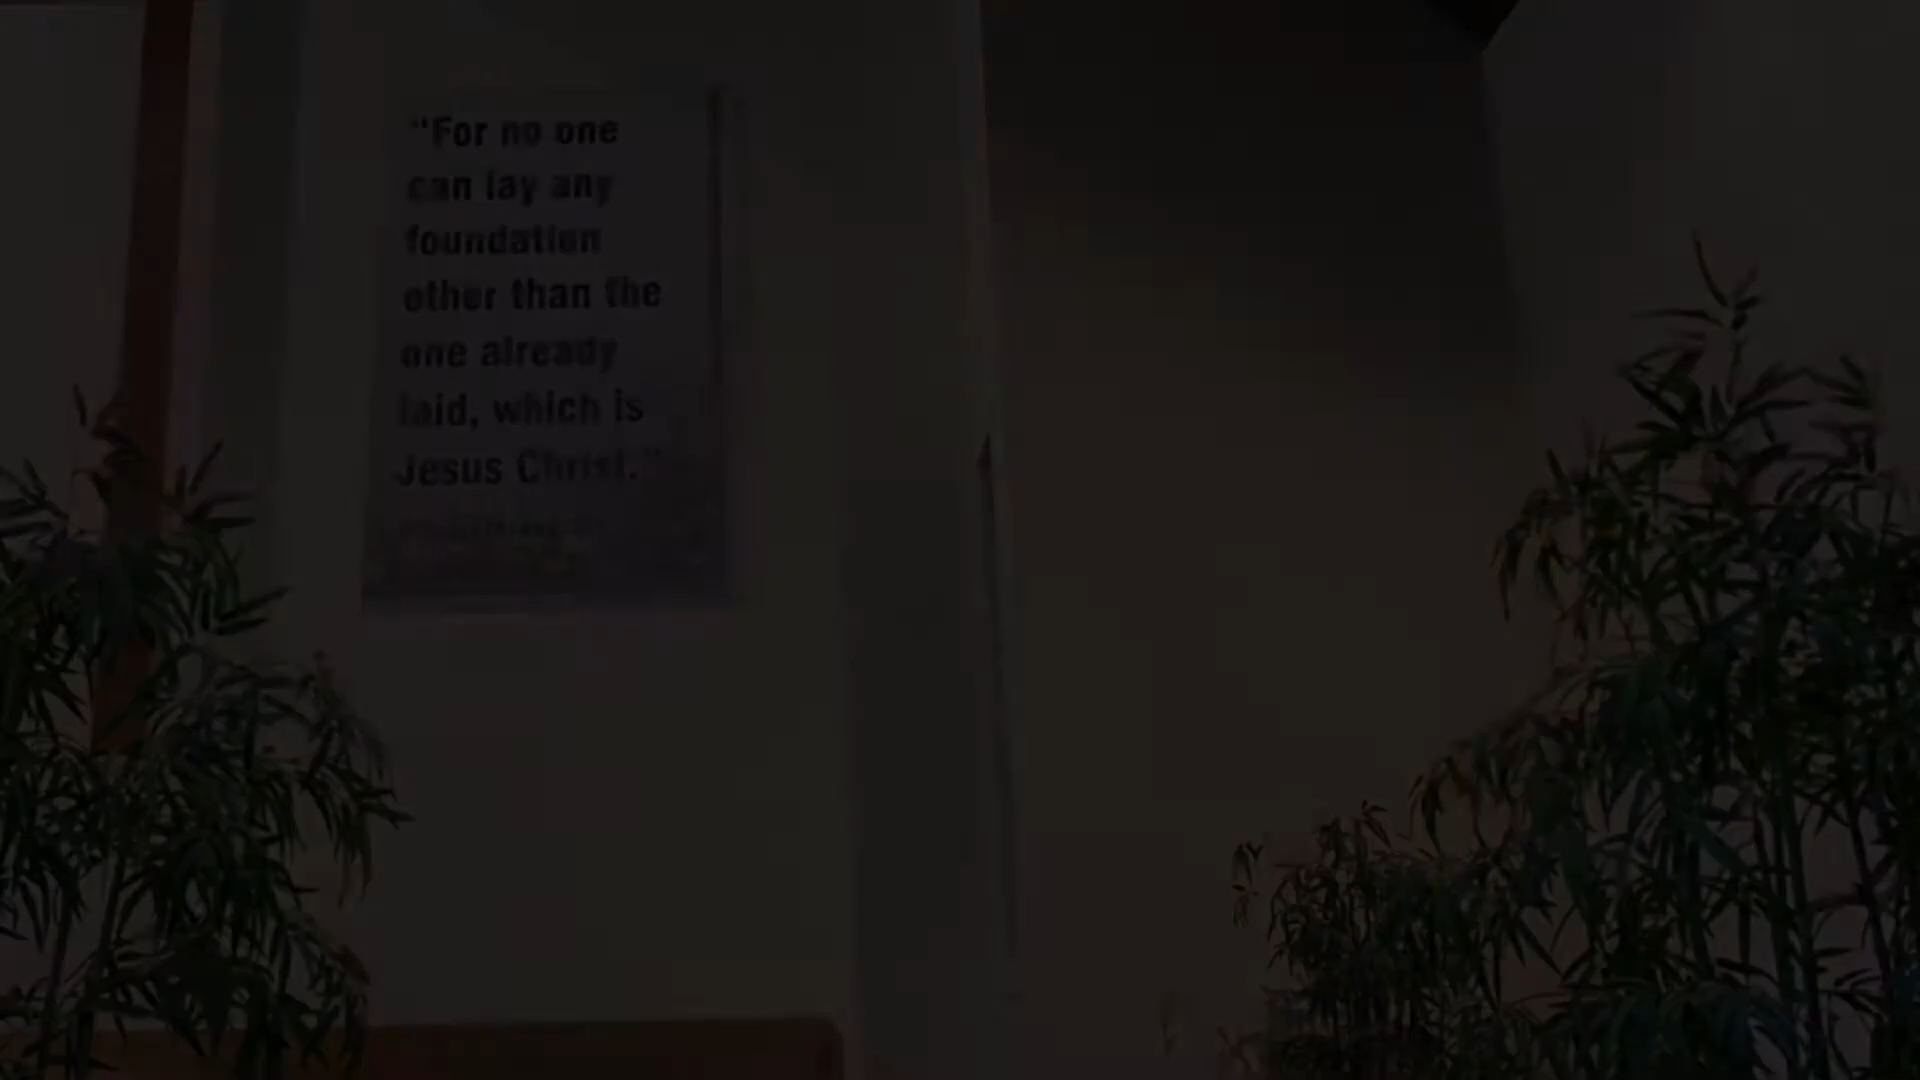 "For no one
can lay any
foundation
other than the
one already
laid, which is
Jesus Christ."